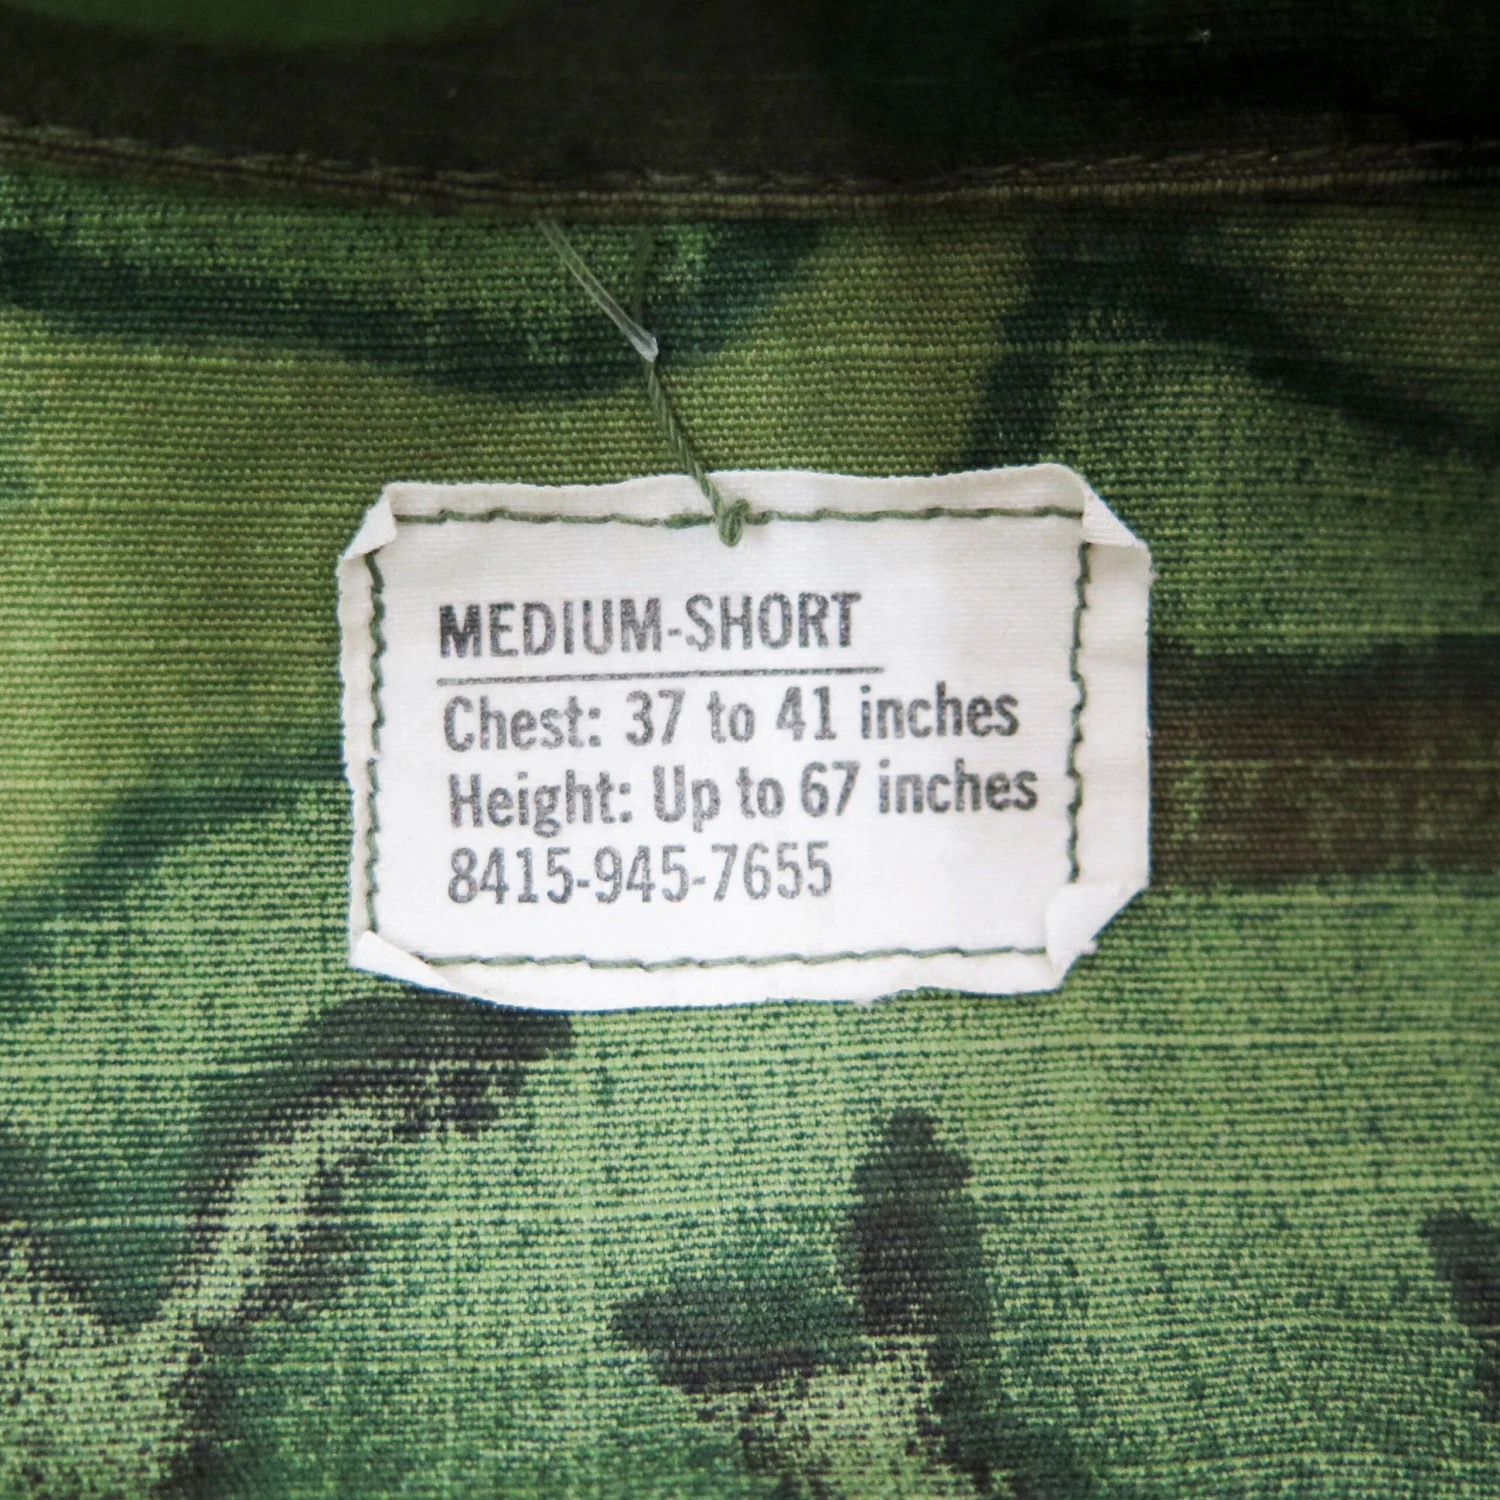 MEDIUM-SHORT
Chest: 37 to 41 inches
Height: Up to 67 inches
8415-945-7655